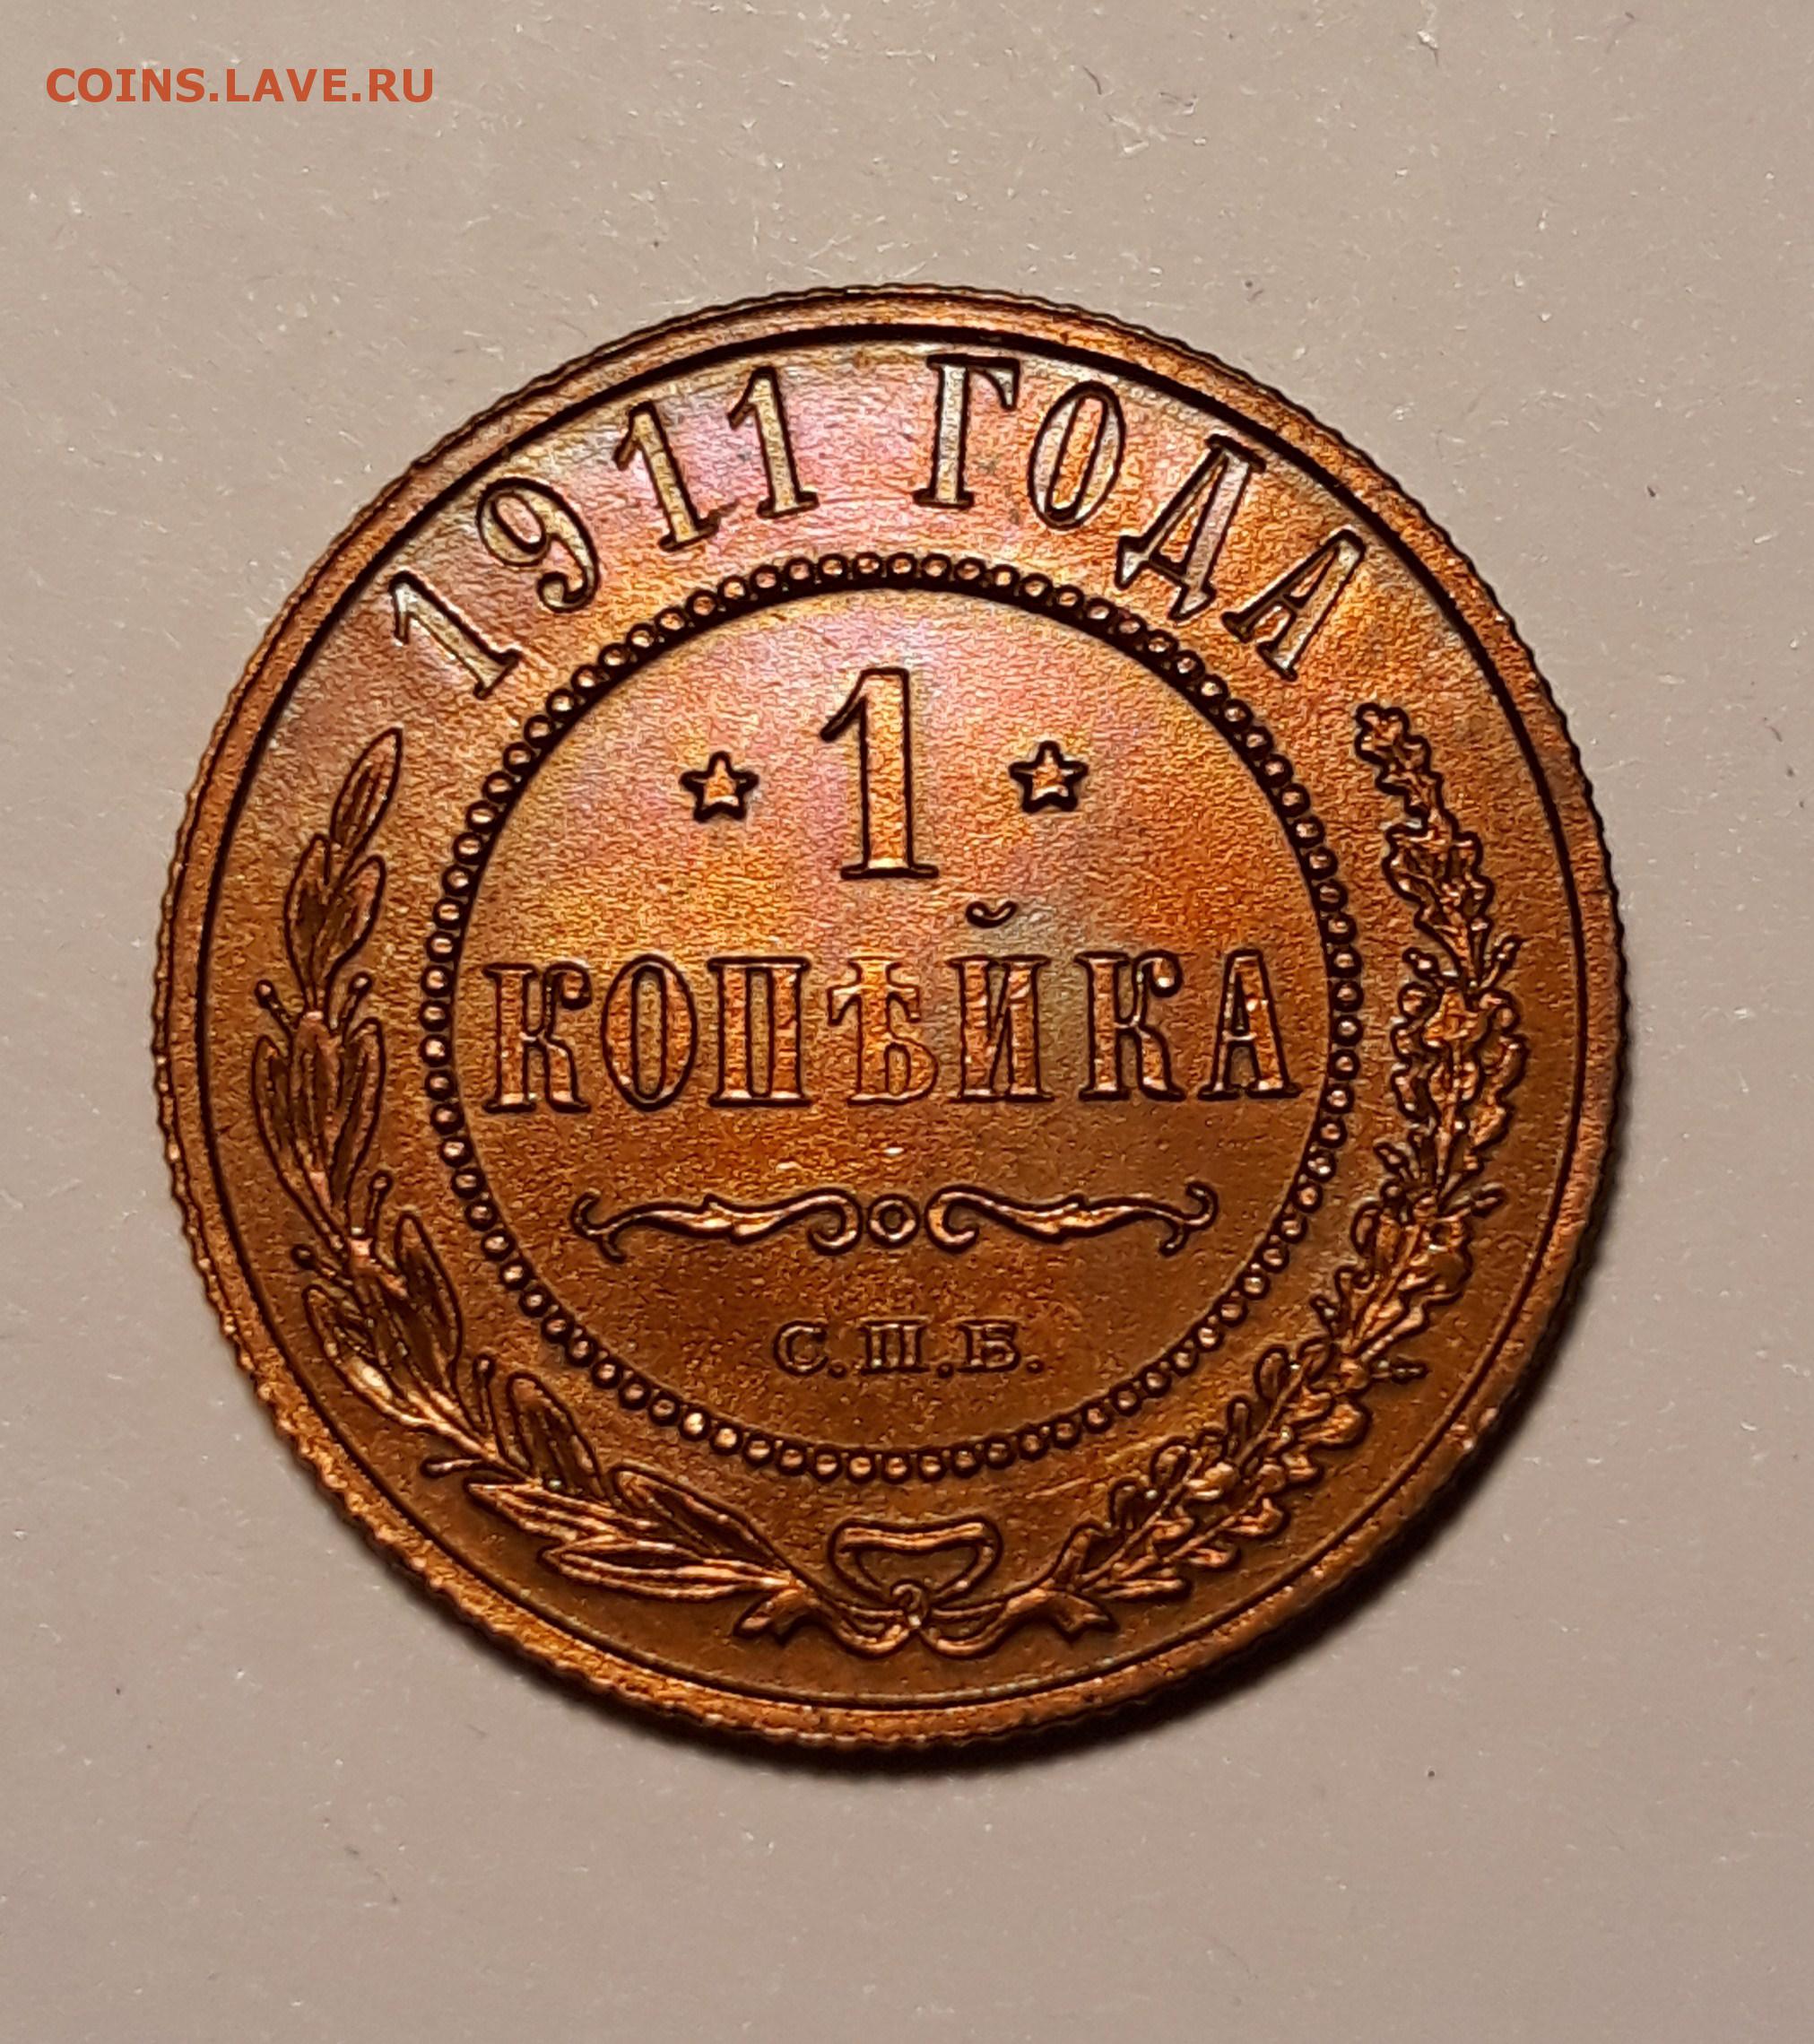 COINS.LAVE.RU
1911 ГОДА
1
КОПѢЙКА
С.П.Б.